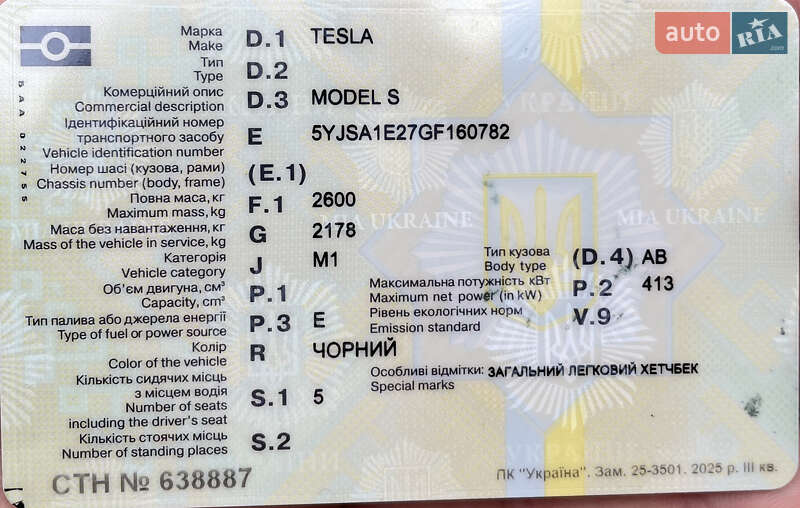 auto RIA .com
Марка
Make D.1 TESLA
Тип
Type D.2
Комерційний опис
Commercial description D.3 MODEL S
Ідентифікаційний номер
транспортного засобу E 5YJSA1E27GF160782
Vehicle identification number
Номер шасі (кузова, рами)
Chassis number (body, frame) (E.1)
Повна маса, кг
Maximum mass, kg F.1 2600
Маса без навантаження, кг
Mass of the vehicle in service, kg G 2178
Категорія
Vehicle category J M1
Тип кузова
Body type (D.4) AB
Об'єм двигуна, см³
Capacity, cm³ P.1
Максимальна потужність кВт
Maximum net power (in kW) P.2 413
Тип палива або джерела енергії
Type of fuel or power source P.3 E
Рівень екологічних норм
Emission standard V.9
Колір
Color of the vehicle R ЧОРНИЙ
Особливі відмітки: ЗАГАЛЬНИЙ ЛЕГКОВИЙ ХЕТЧБЕК
Special marks
Кількість сидячих місць
з місцем водія
Number of seats S.1 5
including the driver's seat
Кількість стоячих місць
Number of standing places S.2
СТН № 638887
ПК "Україна". Зам. 25-3501. 2025 р. III кв.
MIA UKRAINE
MIA UKRAINE